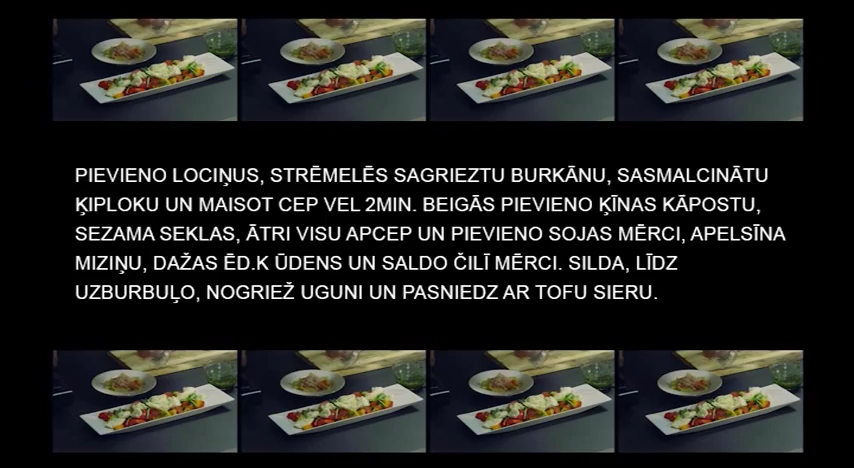 PIEVIENO LOCIŅUS, STRĒMELĒS SAGRIEZTU BURKĀNU, SASMALCINĀTU
ĶIPLOKU UN MAISOT CEP VEL 2MIN. BEIGĀS PIEVIENO ĶĪNAS KĀPOSTU,
SEZAMA SEKLAS, ĀTRI VISU APCEP UN PIEVIENO SOJAS MĒRCI, APELSĪNA
MIZIŅU, DAŽAS ĒD.K ŪDENS UN SALDO ČILĪ MĒRCI. SILDA, LĪDZ
UZBURBUĻO, NOGRIEŽ UGUNI UN PASNIEDZ AR TOFU SIERU.